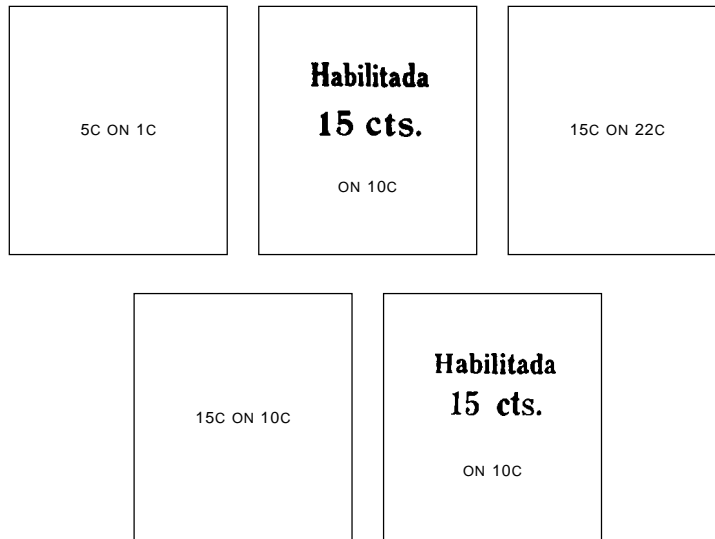 5C ON 1C
Habilitada
15 cts.
ON 10C
15C ON 22C
15C ON 10C
Habilitada
15 cts.
ON 10C